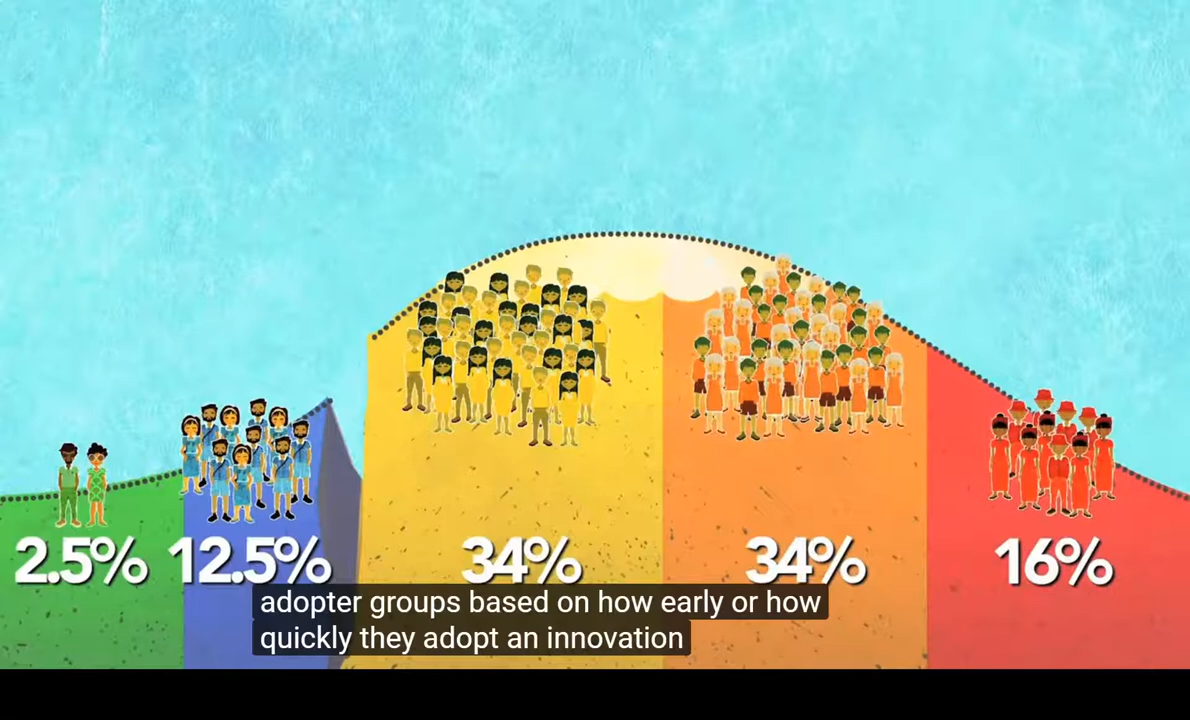 2.5% 12.5% 34% 34% 16%
adopter groups based on how early or how
quickly they adopt an innovation